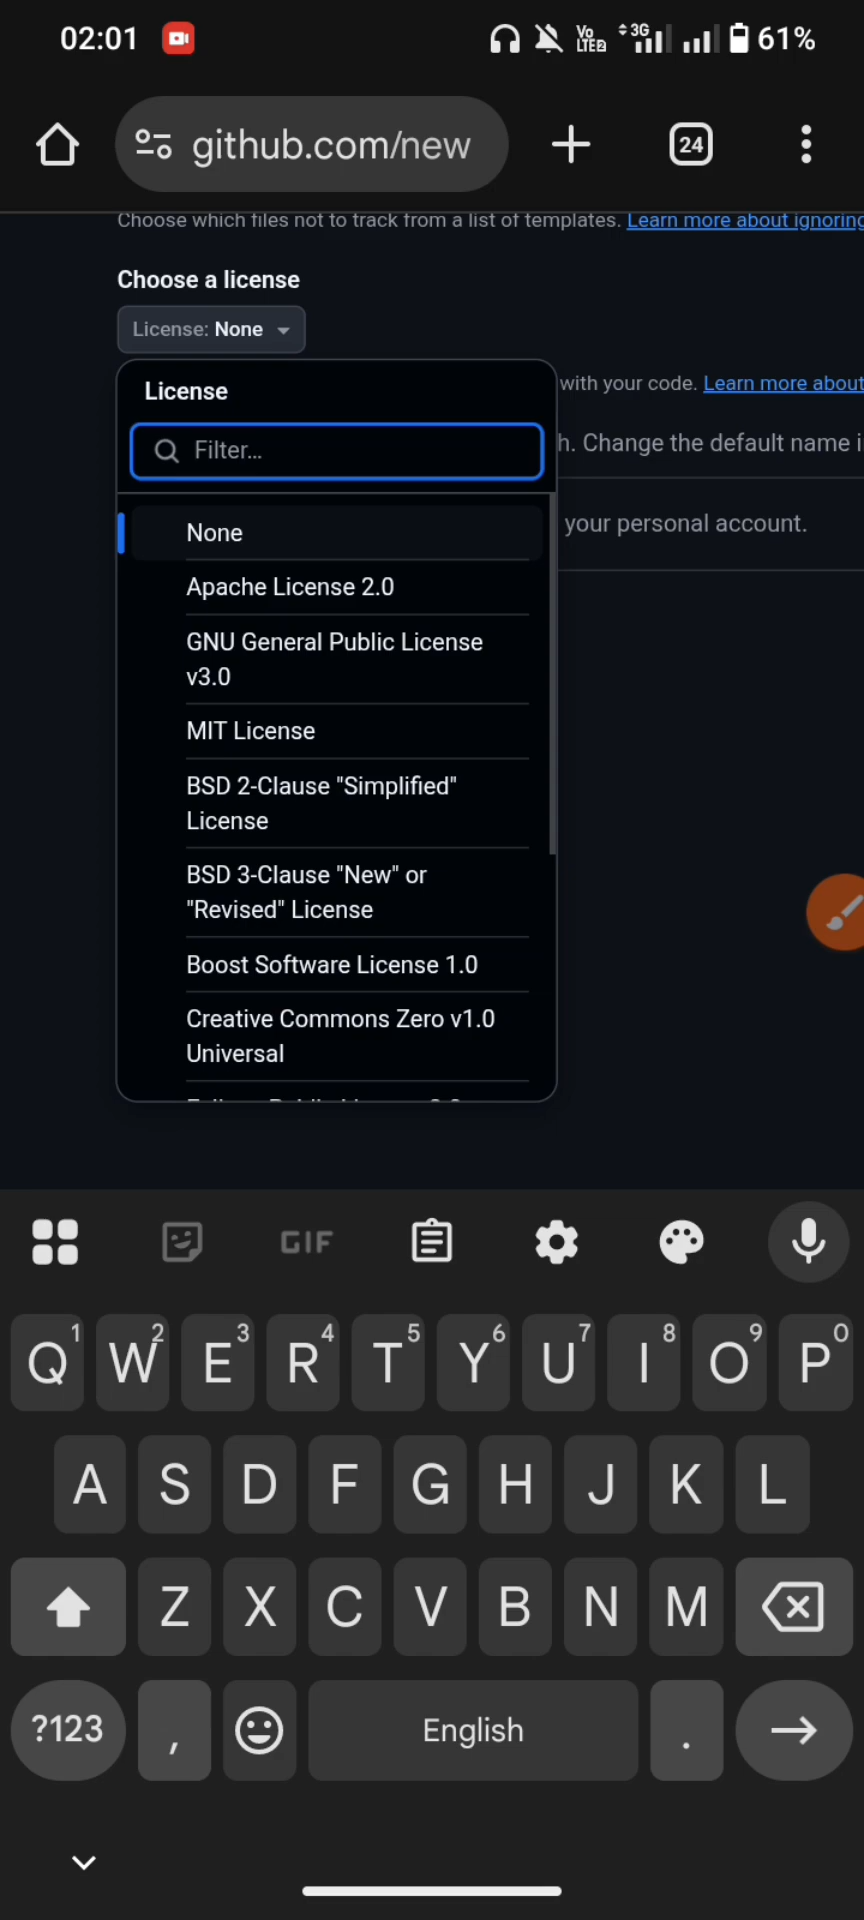 02:01 Vo LTE2 3G 61%
github.com/new 24
Choose which files not to track from a list of templates. Learn more about ignoring
Choose a license
License: None
License
with your code. Learn more about
Filter...
h. Change the default name i
None
your personal account.
Apache License 2.0
GNU General Public License
v3.0
MIT License
BSD 2-Clause "Simplified"
License
BSD 3-Clause "New" or
"Revised" License
Boost Software License 1.0
Creative Commons Zero v1.0
Universal
GIF
Q1 W2 E3 R4 T5 Y6 U7 I8 O9 P0
A S D F G H J K L
Z X C V B N M
?123 , English .